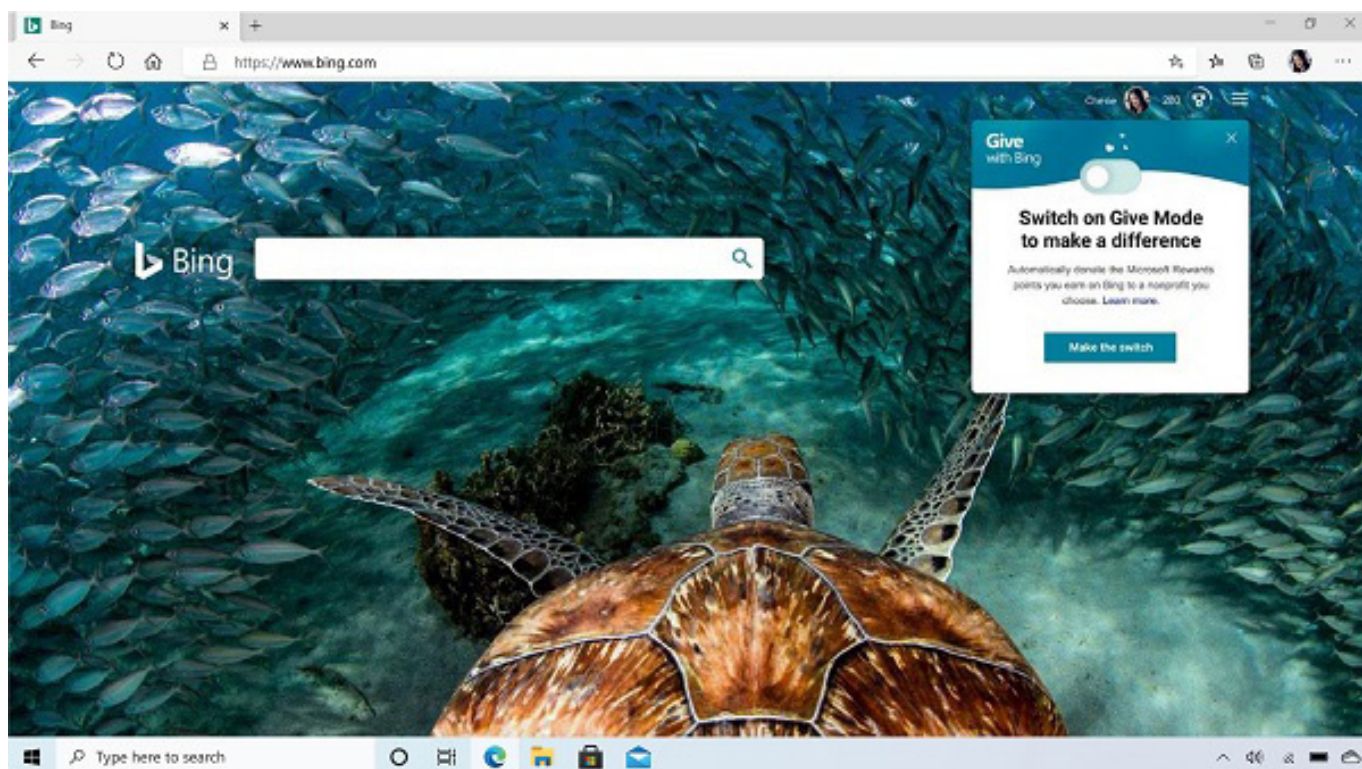 Bing
https://www.bing.com
280
Give
with Bing
Switch on Give Mode
to make a difference
Automatically donate the Microsoft Rewards
points you earn on Bing to a nonprofit you
choose. Learn more.
Make the switch
Bing
Type here to search